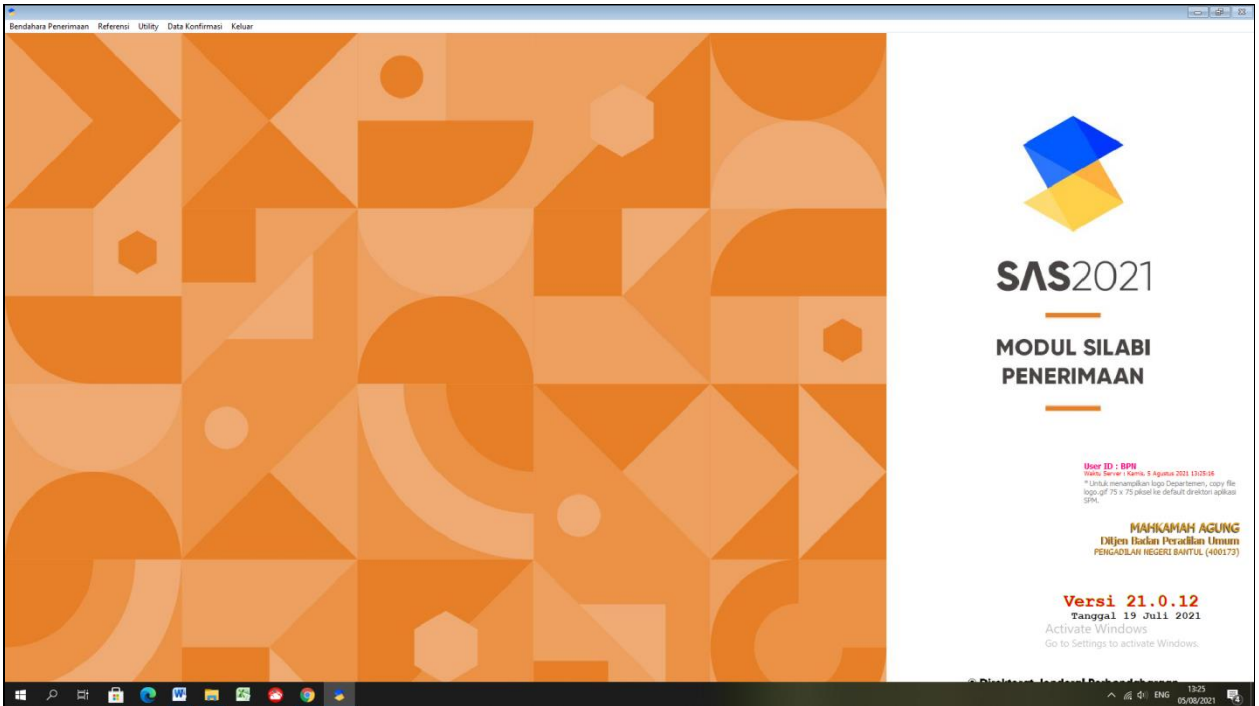 Bendahara Penerimaan Referensi Utility Data Konfirmasi Keluar
SAS2021
MODUL SILABI
PENERIMAAN
User ID : BPN
Waktu Server : Kamis, 5 Agustus 2021 13:25:16
* Untuk menampilkan logo Departemen, copy file
logo.gif 75 x 75 piksel ke default direktori aplikasi
SPM.
MAHKAMAH AGUNG
Ditjen Badan Peradilan Umum
PENGADILAN NEGERI BANTUL (400173)
Versi 21.0.12
Tanggal 19 Juli 2021
Activate Windows
Go to Settings to activate Windows.
ENG
13:25
05/08/2021
4